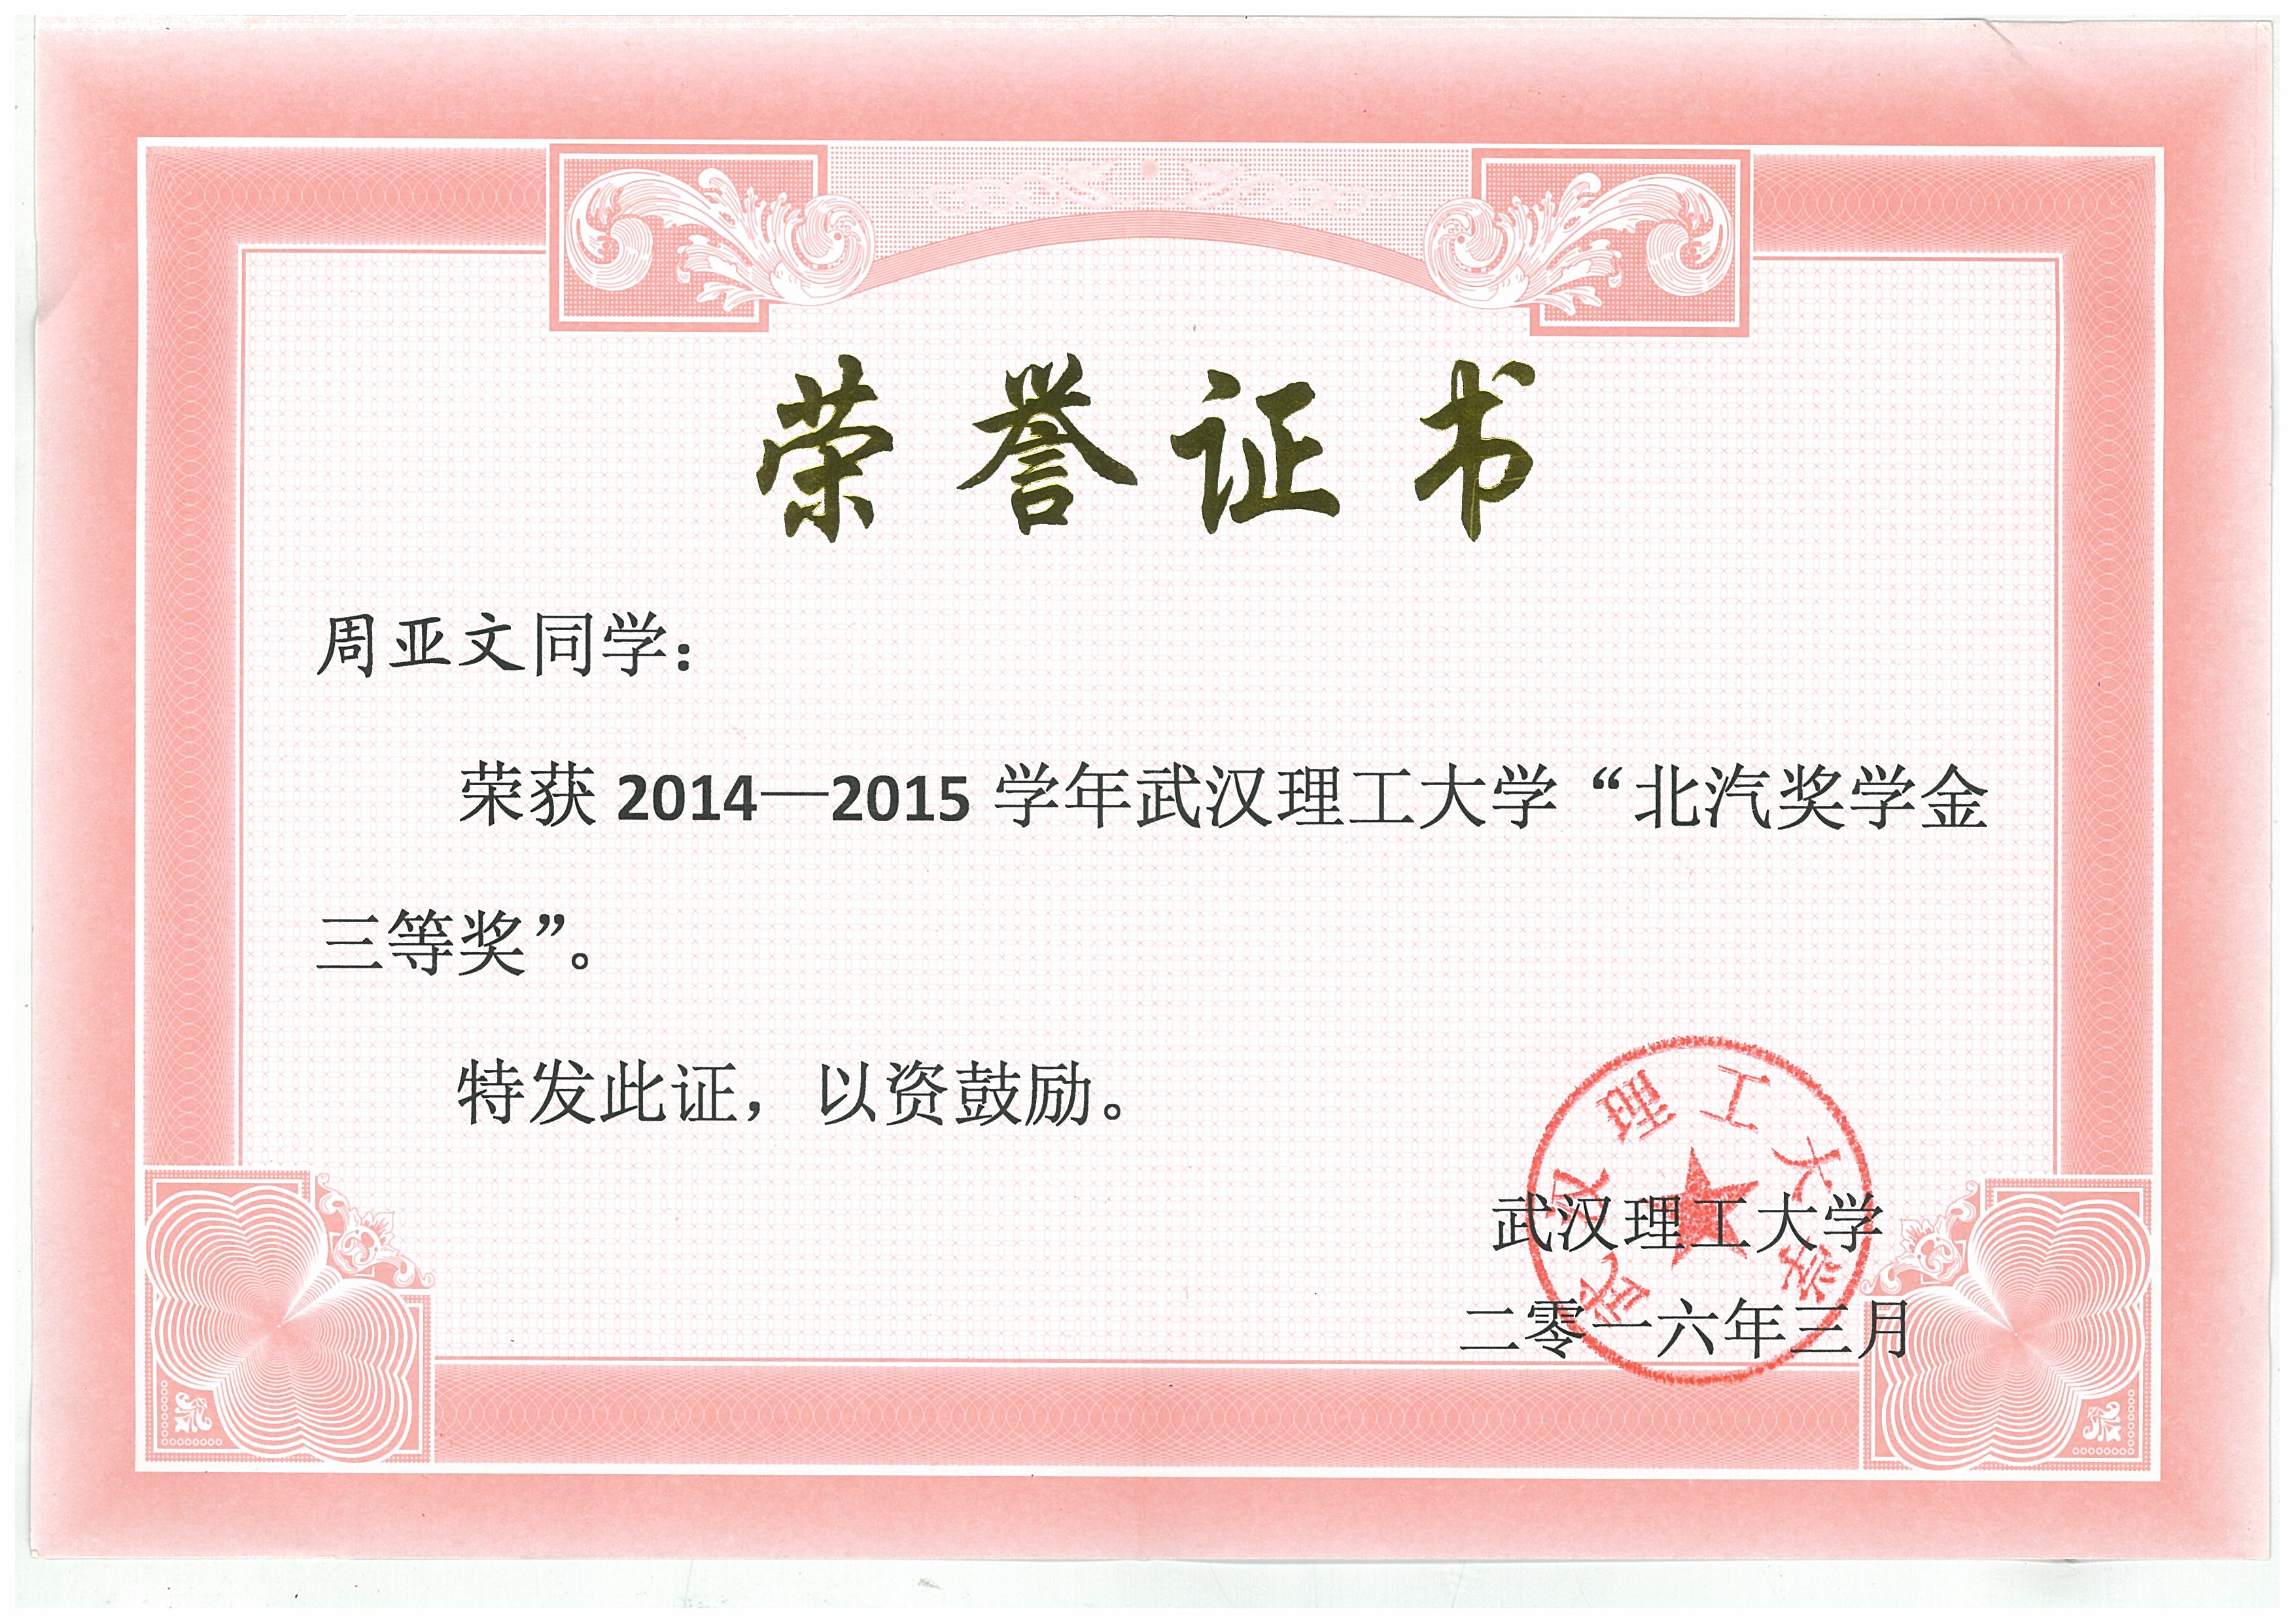 荣誉证书
周亚文同学：
荣获 2014—2015 学年武汉理工大学“北汽奖学金
三等奖”。
特发此证，以资鼓励。
武汉理工大学
武汉理工大学
二零一六年三月